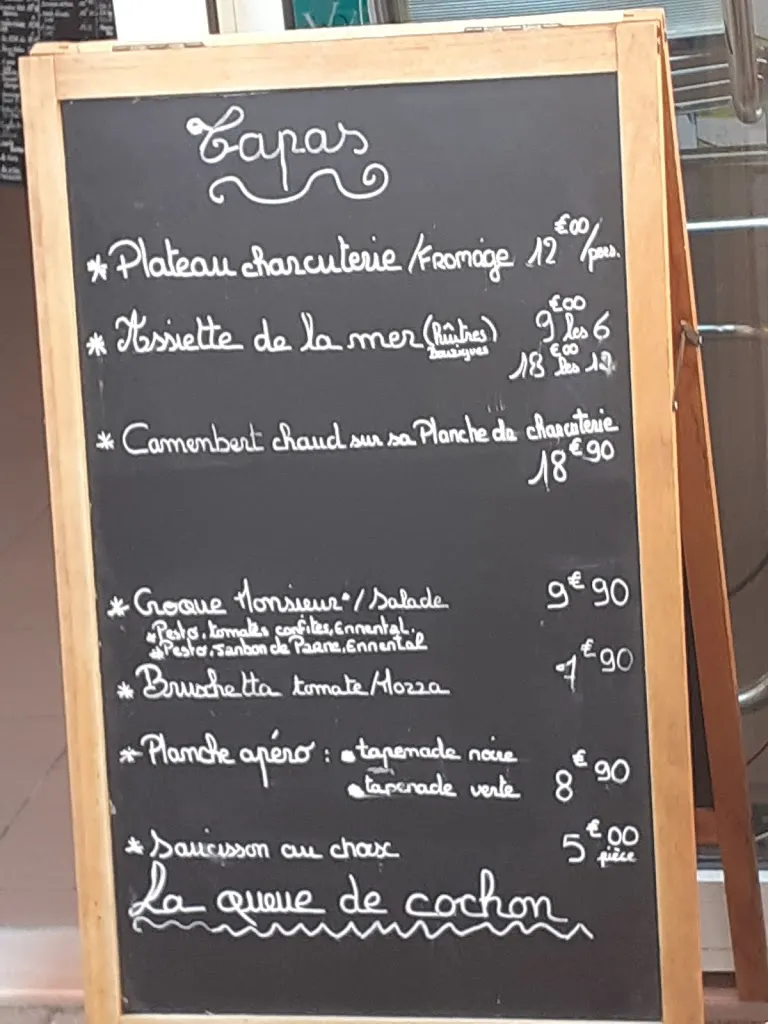 Tapas
* Plateau charcuterie /FROMAGE 12€00/pers.
* Assiette de la mer (huîtres) 9€00 les 6
Bouzigues 18€00 les 12
* Camembert chaud sur sa Planche de charcuterie
18€90
* Croque Monsieur*/Salade 9€90
*Pesto, tomates confites, Emmental.
*Pesto, Janbon de Parme, Emmental
* Bruschetta tomate/Mozza 7€90
* Planche apéro : • tapenade noire
• tapenade verte 8€90
* Saucisson au choix 5€00
pièce
La queue de cochon